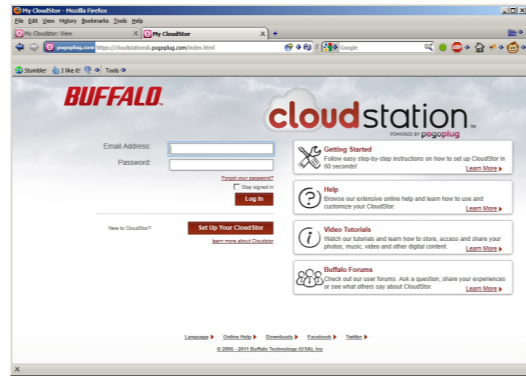 My CloudStor - Mozilla Firefox
File Edit View History Bookmarks Tools Help
My Cloudstor: View
My CloudStor
pogoplug.com
.pogoplug.com/index.html
Google
Stumble! I like it! Tools
BUFFALO
cloudstation
POWERED BY pogoplug
Email Address:
Password:
Forgot your password?
Stay signed in
Log In
New to CloudStor?
Set Up Your CloudStor
learn more about Cloudstor
Getting Started
Follow easy step-by-step instructions on how to set up CloudStor in
60 seconds!
Learn More
Help
Browse our extensive online help and learn how to use and
customize your CloudStor.
Learn More
Video Tutorials
Watch our tutorials and learn how to store, access and share your
photos, music, video and other digital content.
Learn More
Buffalo Forums
Check out our user forums. Ask a question, share your experiences
or see what others say about CloudStor.
Learn More
Language Online Help Downloads Facebook Twitter
© 2006 - 2011 Buffalo Technology (USA), Inc